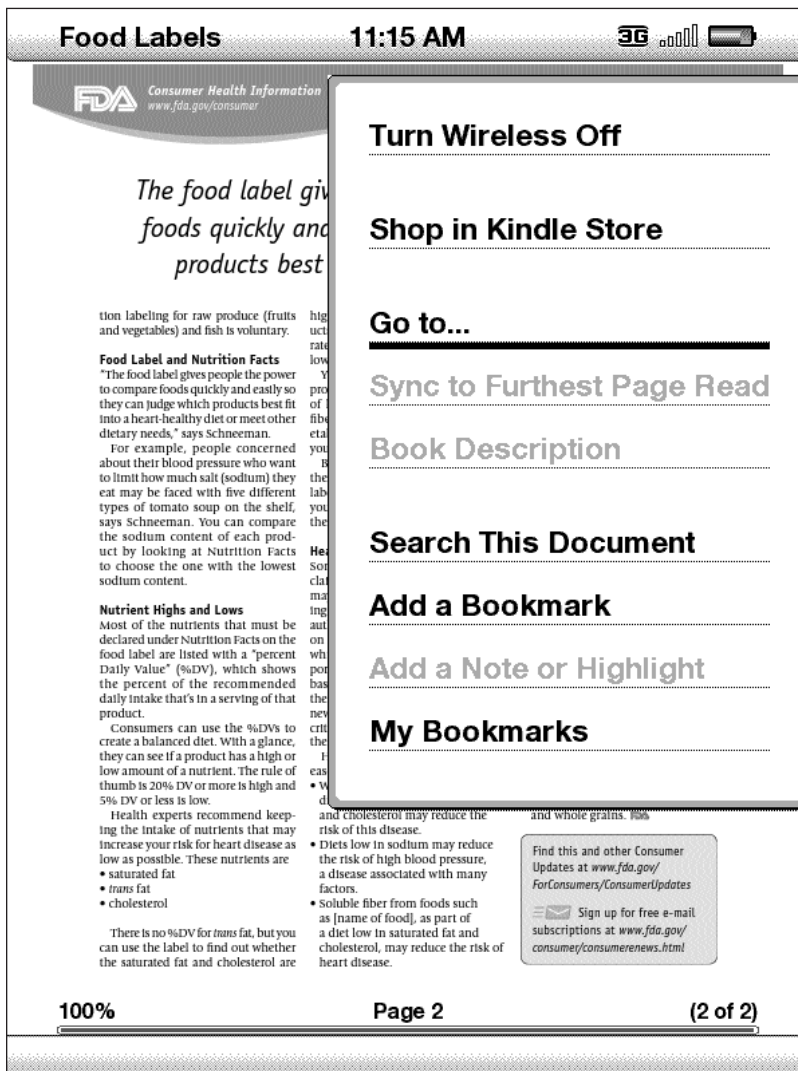 Food Labels 11:15 AM 3G
FDA Consumer Health Information
www.fda.gov/consumer
The food label giv
foods quickly and
products best
Turn Wireless Off
Shop in Kindle Store
Go to...
Sync to Furthest Page Read
Book Description
Search This Document
Add a Bookmark
Add a Note or Highlight
My Bookmarks
tion labeling for raw produce (fruits
and vegetables) and fish is voluntary.
Food Label and Nutrition Facts
"The food label gives people the power
to compare foods quickly and easily so
they can judge which products best fit
into a heart-healthy diet or meet other
dietary needs," says Schneeman.
For example, people concerned
about their blood pressure who want
to limit how much salt (sodium) they
eat may be faced with five different
types of tomato soup on the shelf,
says Schneeman. You can compare
the sodium content of each prod-
uct by looking at Nutrition Facts
to choose the one with the lowest
sodium content.
Nutrient Highs and Lows
Most of the nutrients that must be
declared under Nutrition Facts on the
food label are listed with a "percent
Daily Value" (%DV), which shows
the percent of the recommended
daily intake that's in a serving of that
product.
Consumers can use the %DVs to
create a balanced diet. With a glance,
they can see if a product has a high or
low amount of a nutrient. The rule of
thumb is 20% DV or more is high and
5% DV or less is low.
Health experts recommend keep-
ing the intake of nutrients that may
increase your risk for heart disease as
low as possible. These nutrients are
• saturated fat
• trans fat
• cholesterol
There is no %DV for trans fat, but you
can use the label to find out whether
the saturated fat and cholesterol are
and cholesterol may reduce the
risk of this disease.
• Diets low in sodium may reduce
the risk of high blood pressure,
a disease associated with many
factors.
• Soluble fiber from foods such
as [name of food], as part of
a diet low in saturated fat and
cholesterol, may reduce the risk of
heart disease.
and whole grains. FDA
Find this and other Consumer
Updates at www.fda.gov/
ForConsumers/ConsumerUpdates
Sign up for free e-mail
subscriptions at www.fda.gov/
consumer/consumerenews.html
100% Page 2 (2 of 2)